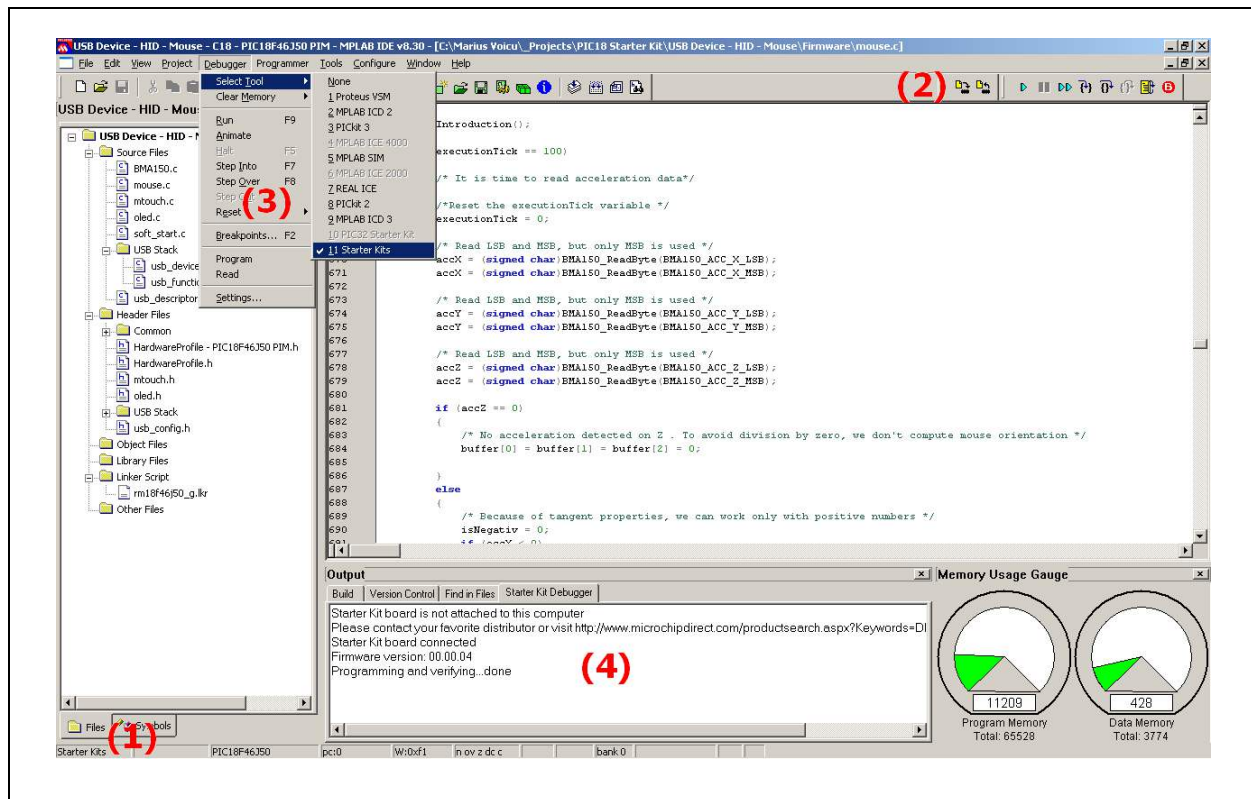 USB Device - HID - Mouse - C18 - PIC18F46J50 PIM - MPLAB IDE v8.30 - [C:\Marius Voicu\_Projects\PIC18 Starter Kit\USB Device - HID - Mouse\Firmware\mouse.c]
File Edit View Project Debugger Programmer Tools Configure Window Help
(2)
USB Device - HID - Mou
USB Device - HID - M
Source Files
BMA150.c
mouse.c
mtouch.c
oled.c
soft_start.c
USB Stack
usb_device
usb_functio
usb_descriptor
Header Files
Common
HardwareProfile - PIC18F46J50 PIM.h
HardwareProfile.h
mtouch.h
oled.h
USB Stack
usb_config.h
Object Files
Library Files
Linker Script
rm18f46j50_g.lkr
Other Files
Files Symbols
(1)
Select Tool
Clear Memory
Run F9
Animate
Halt F5
Step Into F7
Step Over F8
Step
Reset
(3)
Breakpoints... F2
Program
Read
Settings...
None
1 Proteus VSM
2 MPLAB ICD 2
3 PICkit 3
4 MPLAB ICE 4000
5 MPLAB SIM
6 MPLAB ICE 2000
7 REAL ICE
8 PICkit 2
9 MPLAB ICD 3
10 PIC32 Starter Kit
11 Starter Kits
Introduction();
executionTick == 100)
/* It is time to read acceleration data*/
/*Reset the executionTick variable */
executionTick = 0;
/* Read LSB and MSB, but only MSB is used */
accX = (signed char)BMA150_ReadByte(BMA150_ACC_X_LSB);
671 accX = (signed char)BMA150_ReadByte(BMA150_ACC_X_MSB);
672
673 /* Read LSB and MSB, but only MSB is used */
674 accY = (signed char)BMA150_ReadByte(BMA150_ACC_Y_LSB);
675 accY = (signed char)BMA150_ReadByte(BMA150_ACC_Y_MSB);
676
677 /* Read LSB and MSB, but only MSB is used */
678 accZ = (signed char)BMA150_ReadByte(BMA150_ACC_Z_LSB);
679 accZ = (signed char)BMA150_ReadByte(BMA150_ACC_Z_MSB);
680
681 if (accZ == 0)
682 {
683 /* No acceleration detected on Z . To avoid division by zero, we don't compute mouse orientation */
684 buffer[0] = buffer[1] = buffer[2] = 0;
685
686 }
687 else
688 {
689 /* Because of tangent properties, we can work only with positive numbers */
690 isNegativ = 0;
691 if (accY < 0)
Output
Build Version Control Find in Files Starter Kit Debugger
Starter Kit board is not attached to this computer
Please contact your favorite distributor or visit http://www.microchipdirect.com/productsearch.aspx?Keywords=DI
Starter Kit board connected
Firmware version: 00.00.04
Programming and verifying...done
(4)
Memory Usage Gauge
11209
Program Memory
Total: 65528
428
Data Memory
Total: 3774
Starter Kits PIC18F46J50 pc:0 W:0xf1 n ov z dc c bank 0